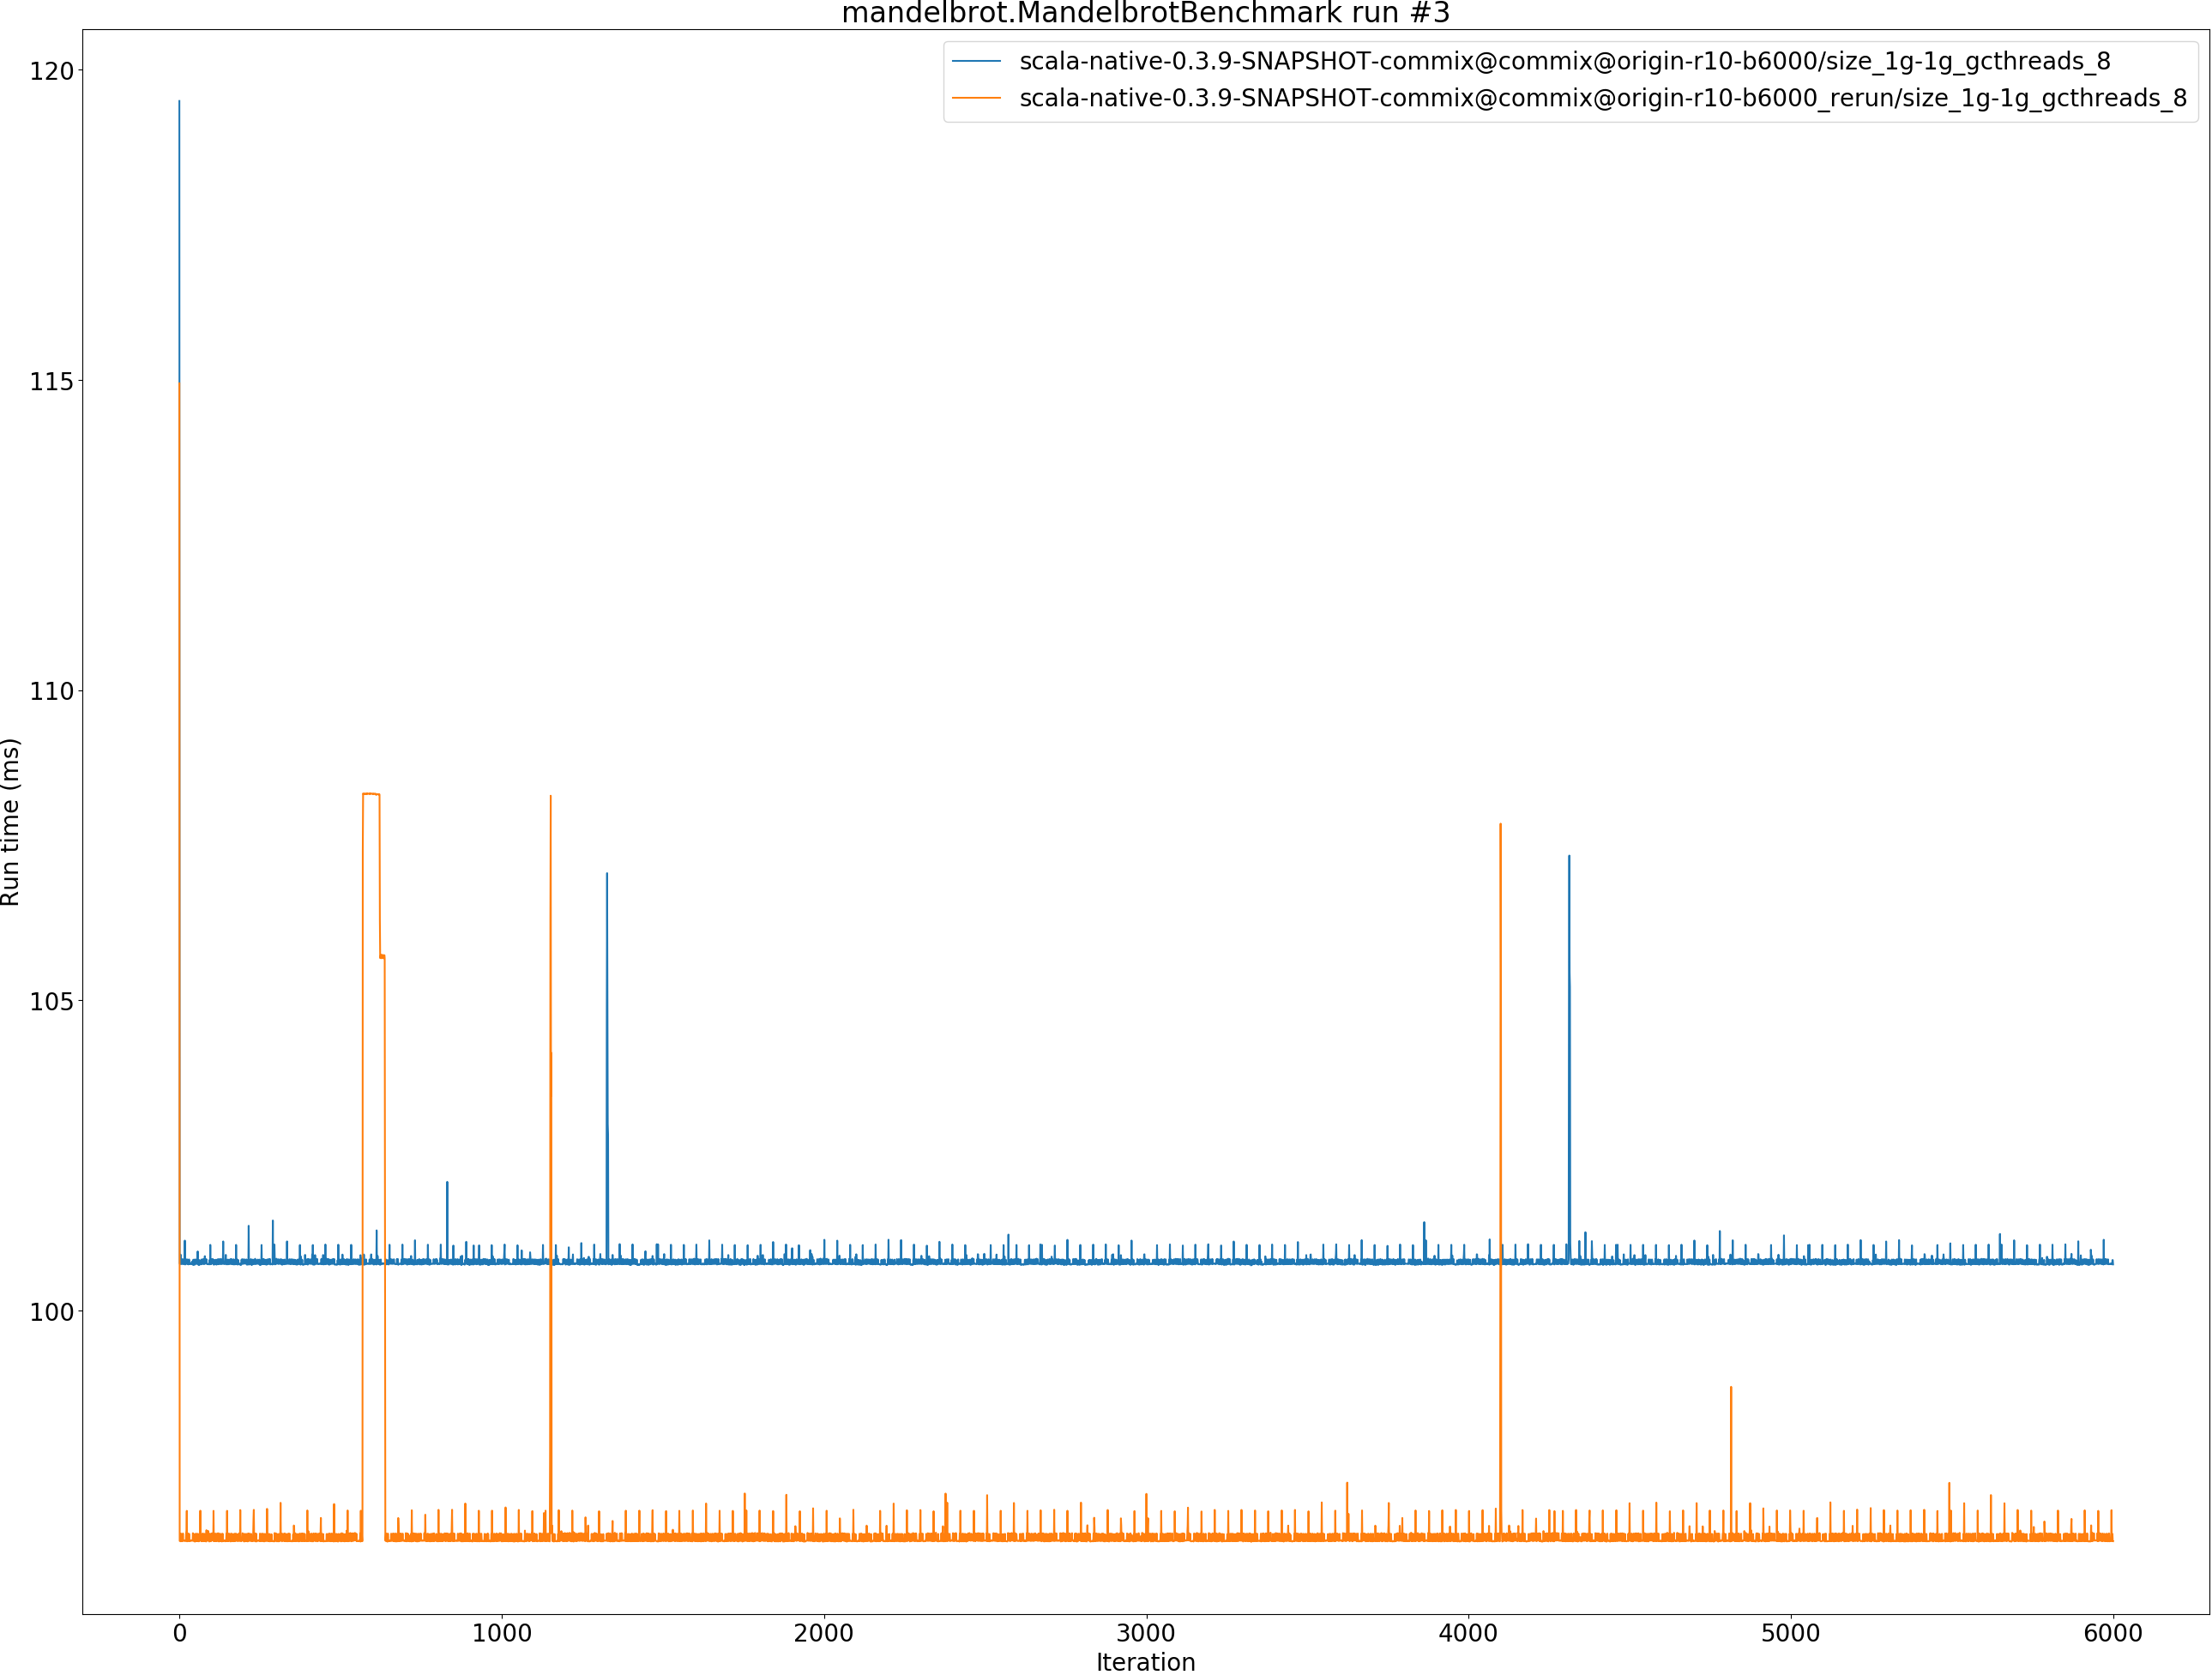 mandelbrot.MandelbrotBenchmark run #3
scala-native-0.3.9-SNAPSHOT-commix@commix@origin-r10-b6000/size_1g-1g_gcthreads_8
scala-native-0.3.9-SNAPSHOT-commix@commix@origin-r10-b6000_rerun/size_1g-1g_gcthreads_8
120
115
110
105
100
Run time (ms)
0 1000 2000 3000 4000 5000 6000
Iteration